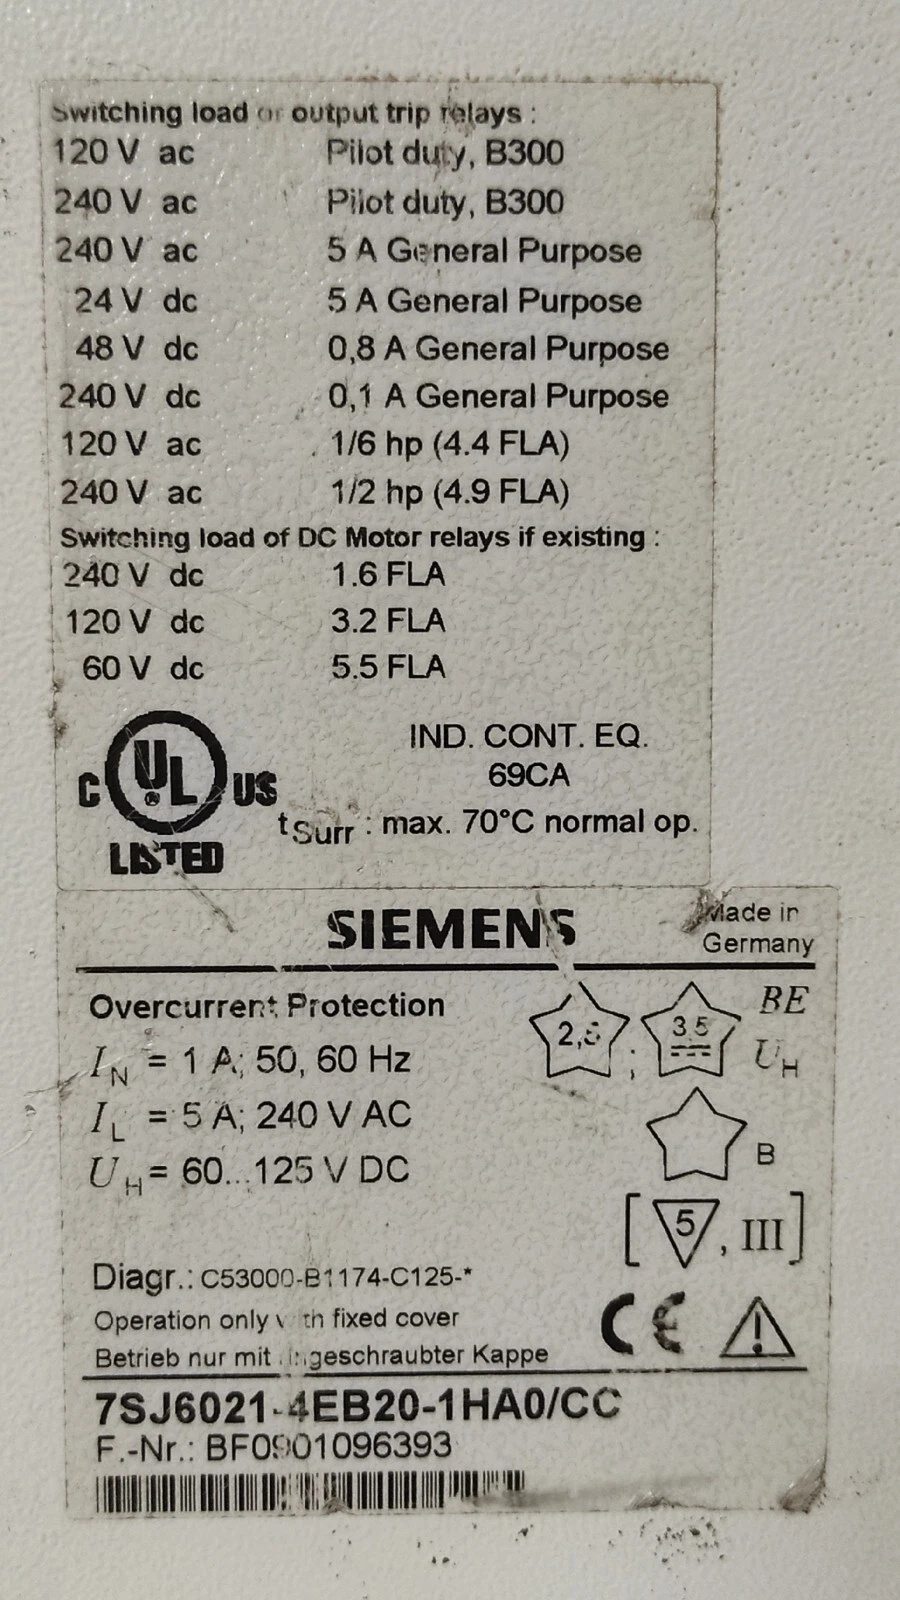 Switching load or output trip relays :
120 V ac Pilot duty, B300
240 V ac Pilot duty, B300
240 V ac 5 A General Purpose
24 V dc 5 A General Purpose
48 V dc 0,8 A General Purpose
240 V dc 0,1 A General Purpose
120 V ac 1/6 hp (4.4 FLA)
240 V ac 1/2 hp (4.9 FLA)
Switching load of DC Motor relays if existing :
240 V dc 1.6 FLA
120 V dc 3.2 FLA
60 V dc 5.5 FLA
IND. CONT. EQ.
69CA
C UL ® US
LISTED
tSurr : max. 70°C normal op.
SIEMENS
Made in
Germany
Overcurrent Protection
2,5 ; 3,5 BE
IN = 1 A; 50, 60 Hz
UH
IL = 5 A; 240 V AC
B
UH = 60...125 V DC
[5, III]
Diagr.: C53000-B1174-C125-*
Operation only with fixed cover
CE
Betrieb nur mit geschraubter Kappe
7SJ6021-4EB20-1HA0/CC
F.-Nr.: BF0901096393